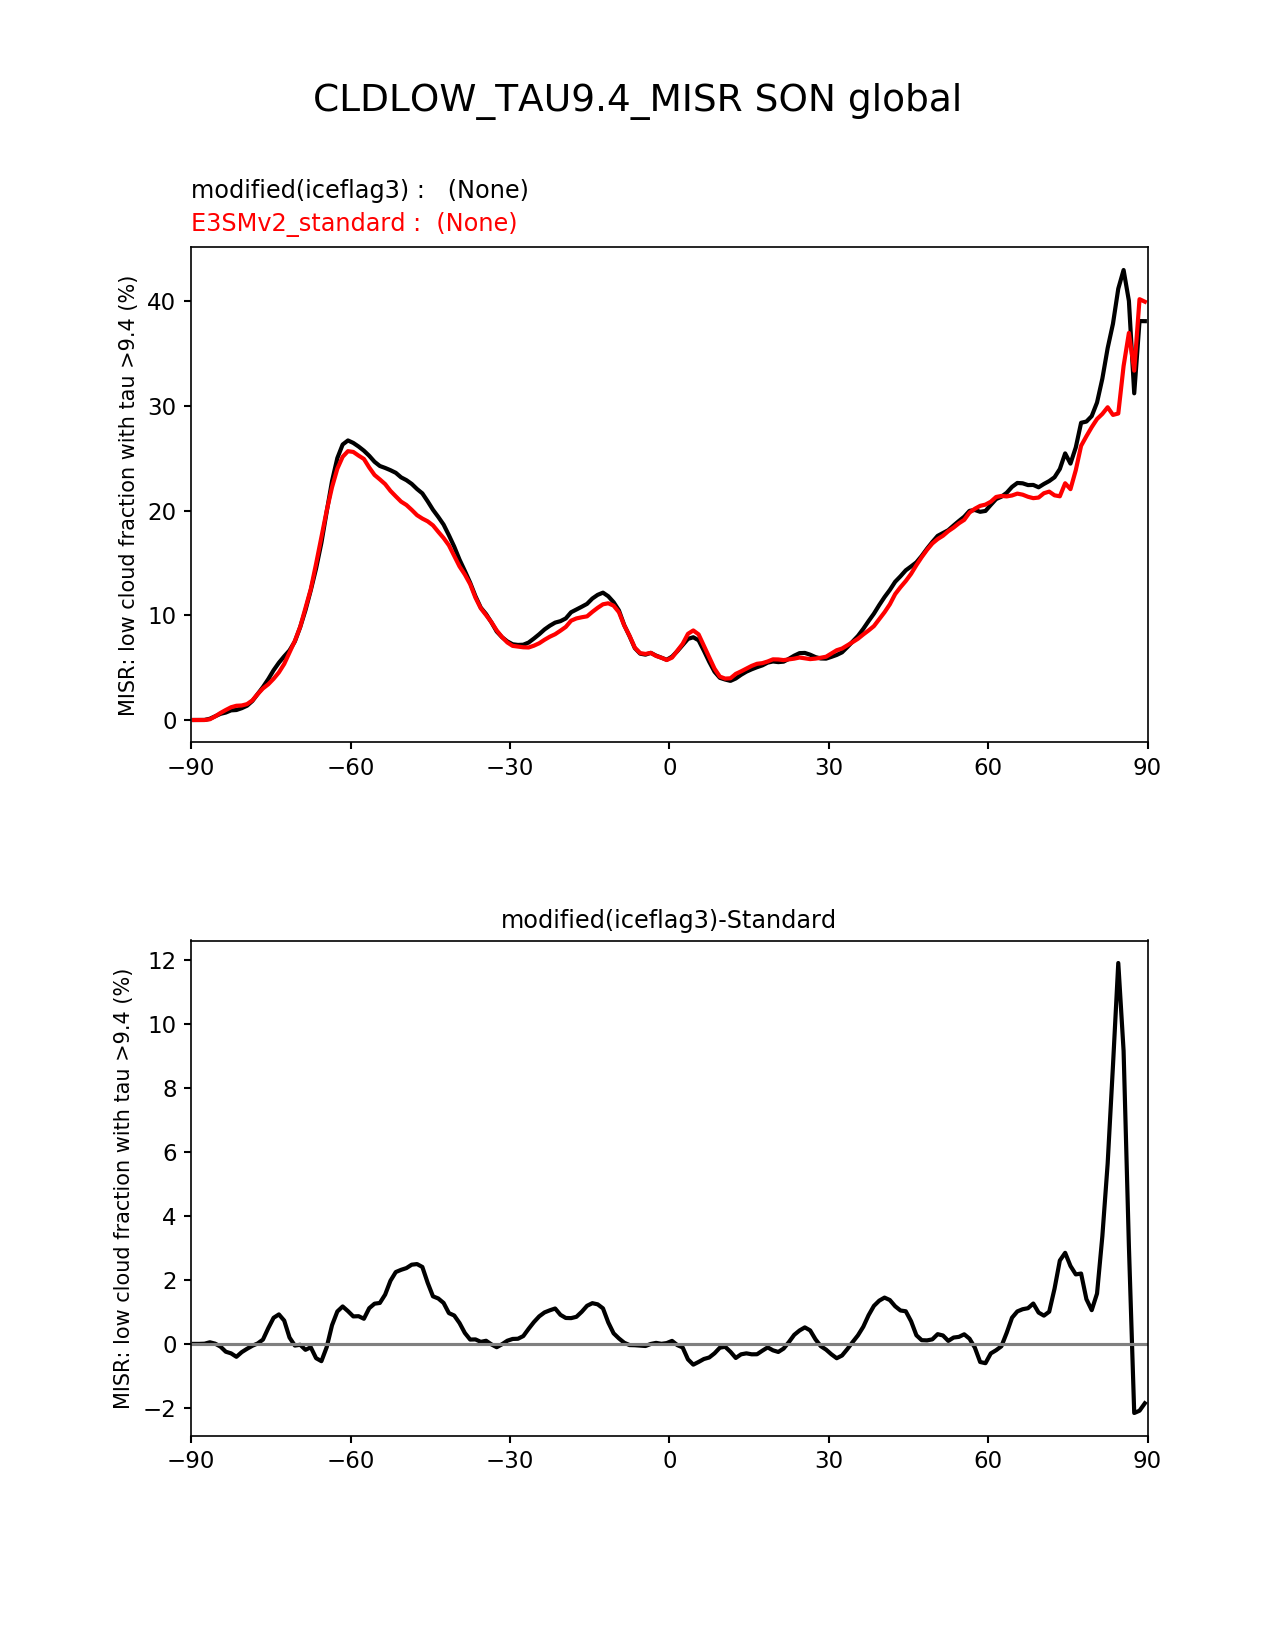 CLDLOW_TAU9.4_MISR SON global
modified(iceflag3) :   (None)
E3SMv2_standard :  (None)
MISR: low cloud fraction with tau >9.4 (%)
40
30
20
10
0
−90 −60 −30 0 30 60 90
modified(iceflag3)-Standard
MISR: low cloud fraction with tau >9.4 (%)
12
10
8
6
4
2
0
−2
−90 −60 −30 0 30 60 90